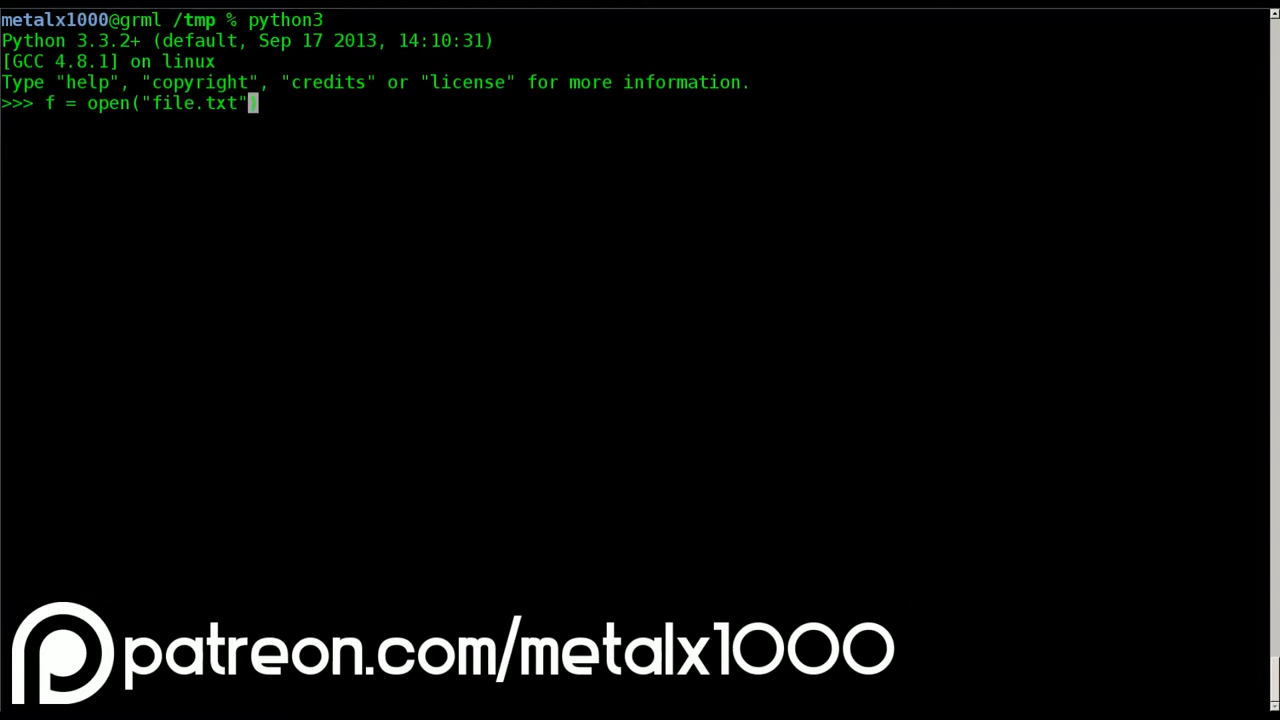 metalx1000@grml /tmp % python3
Python 3.3.2+ (default, Sep 17 2013, 14:10:31)
[GCC 4.8.1] on linux
Type "help", "copyright", "credits" or "license" for more information.
>>> f = open("file.txt")
patreon.com/metalx1000